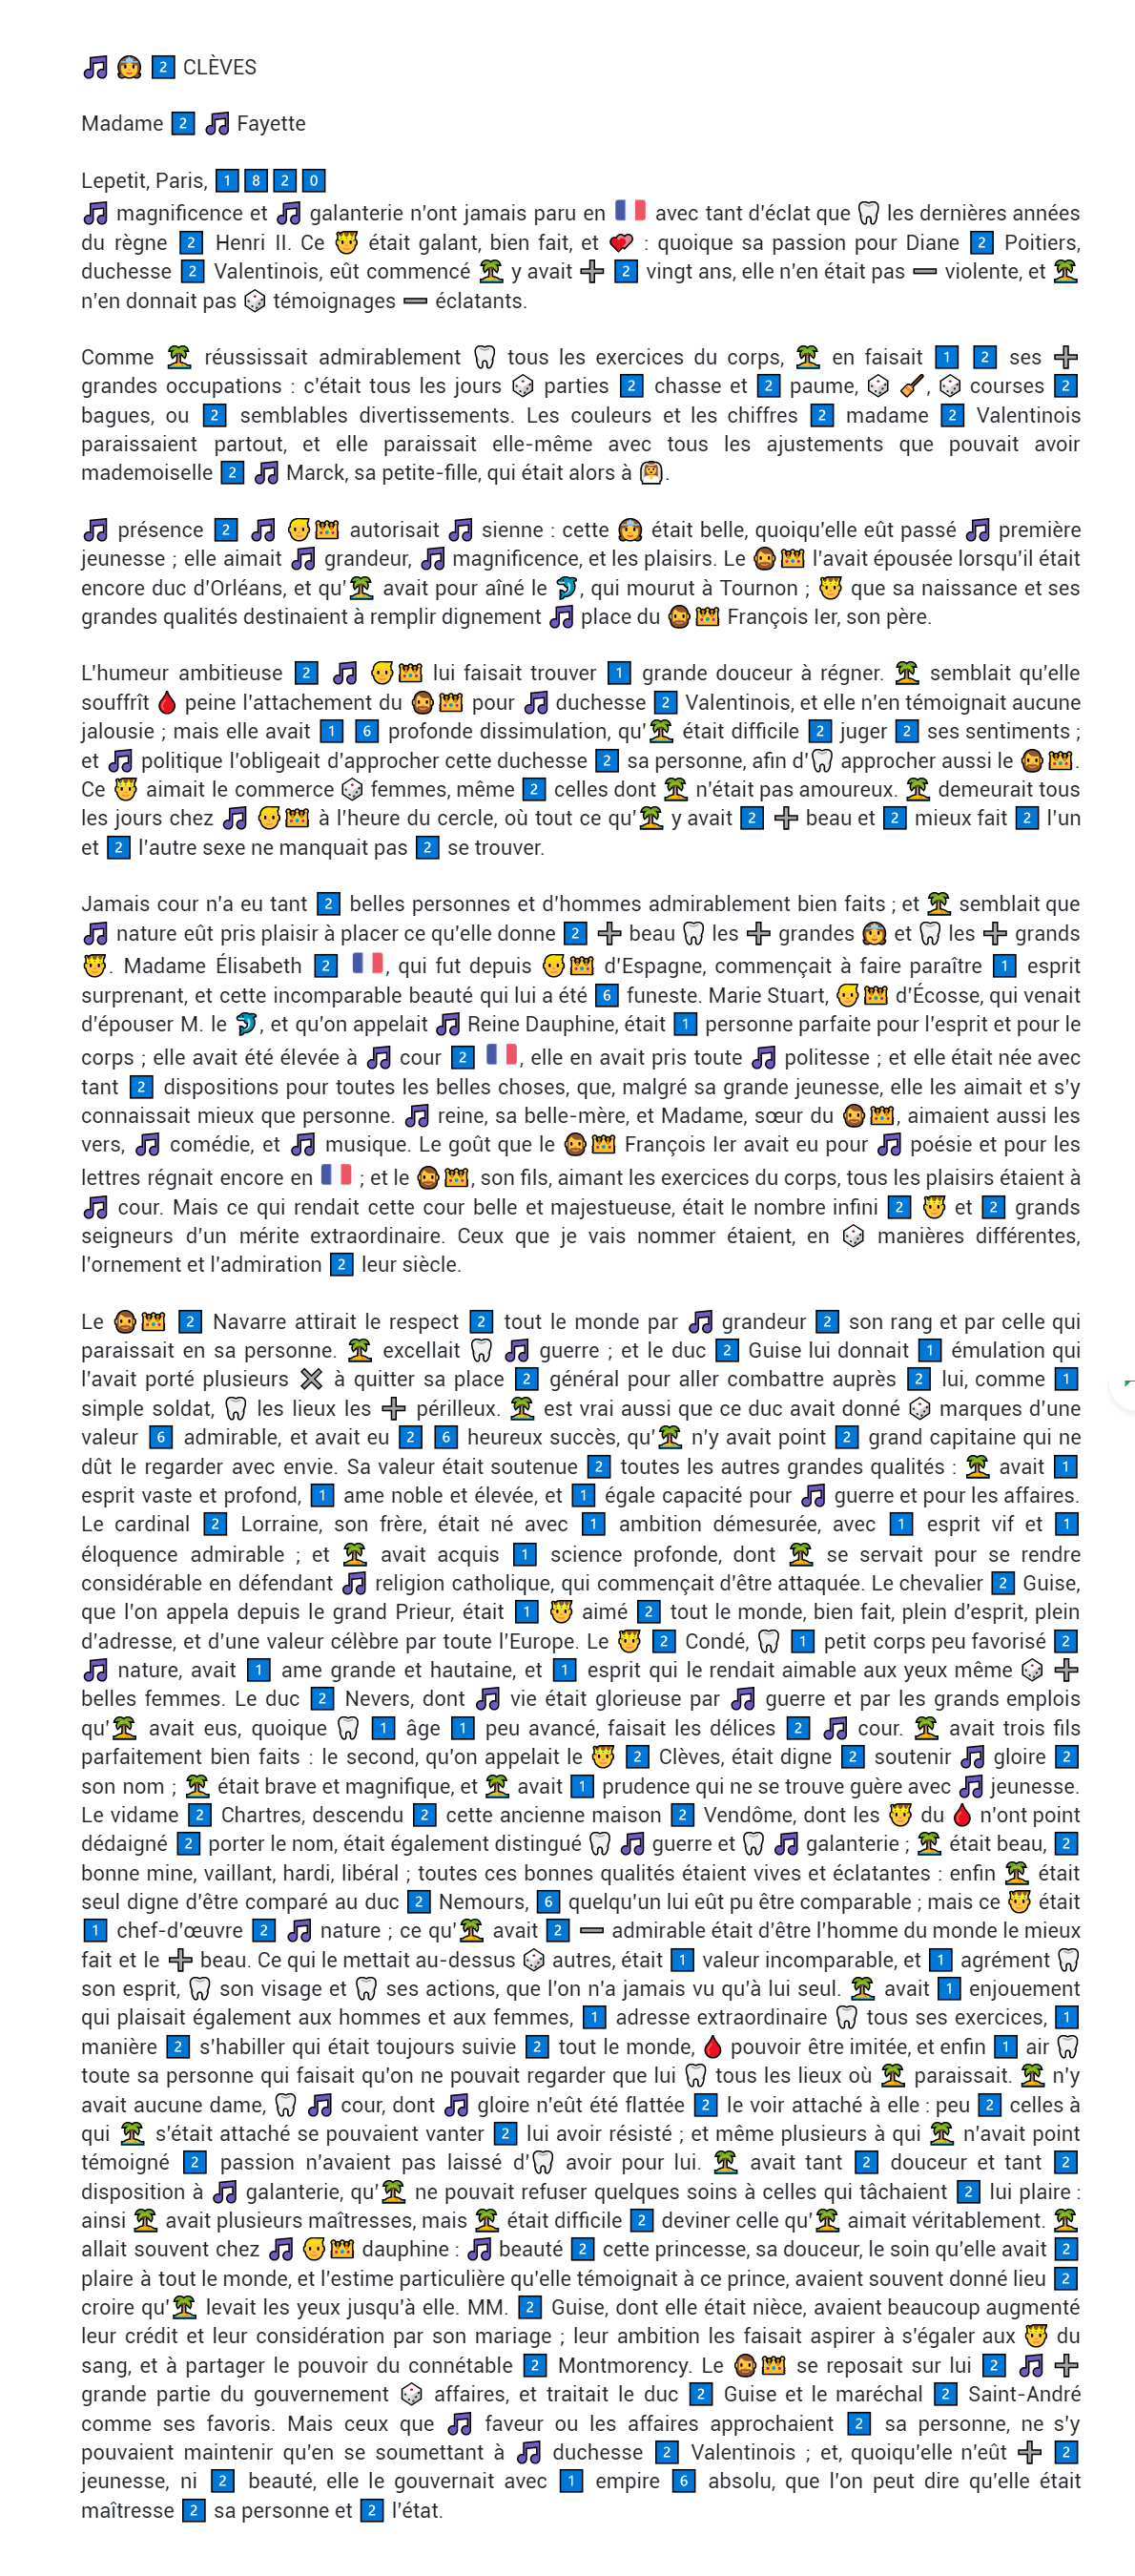 🎵 👸 2️⃣ CLÈVES
Madame 2️⃣ 🎵 Fayette
Lepetit, Paris, 1️⃣8️⃣2️⃣0️⃣
🎵 magnificence et 🎵 galanterie n'ont jamais paru en 🇫🇷 avec tant d'éclat que 🦷 les dernières années
du règne 2️⃣ Henri II. Ce 🤴 était galant, bien fait, et 💕 : quoique sa passion pour Diane 2️⃣ Poitiers,
duchesse 2️⃣ Valentinois, eût commencé 🏝 y avait ➕ 2️⃣ vingt ans, elle n'en était pas ➖ violente, et 🏝
n'en donnait pas 🎲 témoignages ➖ éclatants.
Comme 🏝 réussissait admirablement 🦷 tous les exercices du corps, 🏝 en faisait 1️⃣ 2️⃣ ses ➕
grandes occupations : c'était tous les jours 🎲 parties 2️⃣ chasse et 2️⃣ paume, 🎲 🧹, 🎲 courses 2️⃣
bagues, ou 2️⃣ semblables divertissements. Les couleurs et les chiffres 2️⃣ madame 2️⃣ Valentinois
paraissaient partout, et elle paraissait elle-même avec tous les ajustements que pouvait avoir
mademoiselle 2️⃣ 🎵 Marck, sa petite-fille, qui était alors à 👰.
🎵 présence 2️⃣ 🎵 👱👑 autorisait 🎵 sienne : cette 👸 était belle, quoiqu'elle eût passé 🎵 première
jeunesse ; elle aimait 🎵 grandeur, 🎵 magnificence, et les plaisirs. Le 🧔👑 l'avait épousée lorsqu'il était
encore duc d'Orléans, et qu'🏝 avait pour aîné le 🐬, qui mourut à Tournon ; 🤴 que sa naissance et ses
grandes qualités destinaient à remplir dignement 🎵 place du 🧔👑 François Ier, son père.
L'humeur ambitieuse 2️⃣ 🎵 👱👑 lui faisait trouver 1️⃣ grande douceur à régner. 🏝 semblait qu'elle
souffrît 🩸 peine l'attachement du 🧔👑 pour 🎵 duchesse 2️⃣ Valentinois, et elle n'en témoignait aucune
jalousie ; mais elle avait 1️⃣ 6️⃣ profonde dissimulation, qu'🏝 était difficile 2️⃣ juger 2️⃣ ses sentiments ;
et 🎵 politique l'obligeait d'approcher cette duchesse 2️⃣ sa personne, afin d'🦷 approcher aussi le 🧔👑.
Ce 🤴 aimait le commerce 🎲 femmes, même 2️⃣ celles dont 🏝 n'était pas amoureux. 🏝 demeurait tous
les jours chez 🎵 👱👑 à l'heure du cercle, où tout ce qu'🏝 y avait 2️⃣ ➕ beau et 2️⃣ mieux fait 2️⃣ l'un
et 2️⃣ l'autre sexe ne manquait pas 2️⃣ se trouver.
Jamais cour n'a eu tant 2️⃣ belles personnes et d'hommes admirablement bien faits ; et 🏝 semblait que
🎵 nature eût pris plaisir à placer ce qu'elle donne 2️⃣ ➕ beau 🦷 les ➕ grandes 👸 et 🦷 les ➕ grands
🤴. Madame Élisabeth 2️⃣ 🇫🇷, qui fut depuis 👱👑 d'Espagne, commençait à faire paraître 1️⃣ esprit
surprenant, et cette incomparable beauté qui lui a été 6️⃣ funeste. Marie Stuart, 👱👑 d'Écosse, qui venait
d'épouser M. le 🐬, et qu'on appelait 🎵 Reine Dauphine, était 1️⃣ personne parfaite pour l'esprit et pour le
corps ; elle avait été élevée à 🎵 cour 2️⃣ 🇫🇷, elle en avait pris toute 🎵 politesse ; et elle était née avec
tant 2️⃣ dispositions pour toutes les belles choses, que, malgré sa grande jeunesse, elle les aimait et s'y
connaissait mieux que personne. 🎵 reine, sa belle-mère, et Madame, sœur du 🧔👑, aimaient aussi les
vers, 🎵 comédie, et 🎵 musique. Le goût que le 🧔👑 François Ier avait eu pour 🎵 poésie et pour les
lettres régnait encore en 🇫🇷 ; et le 🧔👑, son fils, aimant les exercices du corps, tous les plaisirs étaient à
🎵 cour. Mais ce qui rendait cette cour belle et majestueuse, était le nombre infini 2️⃣ 🤴 et 2️⃣ grands
seigneurs d'un mérite extraordinaire. Ceux que je vais nommer étaient, en 🎲 manières différentes,
l'ornement et l'admiration 2️⃣ leur siècle.
Le 🧔👑 2️⃣ Navarre attirait le respect 2️⃣ tout le monde par 🎵 grandeur 2️⃣ son rang et par celle qui
paraissait en sa personne. 🏝 excellait 🦷 🎵 guerre ; et le duc 2️⃣ Guise lui donnait 1️⃣ émulation qui
l'avait porté plusieurs ✖️ à quitter sa place 2️⃣ général pour aller combattre auprès 2️⃣ lui, comme 1️⃣
simple soldat, 🦷 les lieux les ➕ périlleux. 🏝 est vrai aussi que ce duc avait donné 🎲 marques d'une
valeur 6️⃣ admirable, et avait eu 2️⃣ 6️⃣ heureux succès, qu'🏝 n'y avait point 2️⃣ grand capitaine qui ne
dût le regarder avec envie. Sa valeur était soutenue 2️⃣ toutes les autres grandes qualités : 🏝 avait 1️⃣
esprit vaste et profond, 1️⃣ ame noble et élevée, et 1️⃣ égale capacité pour 🎵 guerre et pour les affaires.
Le cardinal 2️⃣ Lorraine, son frère, était né avec 1️⃣ ambition démesurée, avec 1️⃣ esprit vif et 1️⃣
éloquence admirable ; et 🏝 avait acquis 1️⃣ science profonde, dont 🏝 se servait pour se rendre
considérable en défendant 🎵 religion catholique, qui commençait d'être attaquée. Le chevalier 2️⃣ Guise,
que l'on appela depuis le grand Prieur, était 1️⃣ 🤴 aimé 2️⃣ tout le monde, bien fait, plein d'esprit, plein
d'adresse, et d'une valeur célèbre par toute l'Europe. Le 🤴 2️⃣ Condé, 🦷 1️⃣ petit corps peu favorisé 2️⃣
🎵 nature, avait 1️⃣ ame grande et hautaine, et 1️⃣ esprit qui le rendait aimable aux yeux même 🎲 ➕
belles femmes. Le duc 2️⃣ Nevers, dont 🎵 vie était glorieuse par 🎵 guerre et par les grands emplois
qu'🏝 avait eus, quoique 🦷 1️⃣ âge 1️⃣ peu avancé, faisait les délices 2️⃣ 🎵 cour. 🏝 avait trois fils
parfaitement bien faits : le second, qu'on appelait le 🤴 2️⃣ Clèves, était digne 2️⃣ soutenir 🎵 gloire 2️⃣
son nom ; 🏝 était brave et magnifique, et 🏝 avait 1️⃣ prudence qui ne se trouve guère avec 🎵 jeunesse.
Le vidame 2️⃣ Chartres, descendu 2️⃣ cette ancienne maison 2️⃣ Vendôme, dont les 🤴 du 🩸 n'ont point
dédaigné 2️⃣ porter le nom, était également distingué 🦷 🎵 guerre et 🦷 🎵 galanterie ; 🏝 était beau, 2️⃣
bonne mine, vaillant, hardi, libéral ; toutes ces bonnes qualités étaient vives et éclatantes : enfin 🏝 était
seul digne d'être comparé au duc 2️⃣ Nemours, 6️⃣ quelqu'un lui eût pu être comparable ; mais ce 🤴 était
1️⃣ chef-d'œuvre 2️⃣ 🎵 nature ; ce qu'🏝 avait 2️⃣ ➖ admirable était d'être l'homme du monde le mieux
fait et le ➕ beau. Ce qui le mettait au-dessus 🎲 autres, était 1️⃣ valeur incomparable, et 1️⃣ agrément 🦷
son esprit, 🦷 son visage et 🦷 ses actions, que l'on n'a jamais vu qu'à lui seul. 🏝 avait 1️⃣ enjouement
qui plaisait également aux hommes et aux femmes, 1️⃣ adresse extraordinaire 🦷 tous ses exercices, 1️⃣
manière 2️⃣ s'habiller qui était toujours suivie 2️⃣ tout le monde, 🩸 pouvoir être imitée, et enfin 1️⃣ air 🦷
toute sa personne qui faisait qu'on ne pouvait regarder que lui 🦷 tous les lieux où 🏝 paraissait. 🏝 n'y
avait aucune dame, 🦷 🎵 cour, dont 🎵 gloire n'eût été flattée 2️⃣ le voir attaché à elle : peu 2️⃣ celles à
qui 🏝 s'était attaché se pouvaient vanter 2️⃣ lui avoir résisté ; et même plusieurs à qui 🏝 n'avait point
témoigné 2️⃣ passion n'avaient pas laissé d'🦷 avoir pour lui. 🏝 avait tant 2️⃣ douceur et tant 2️⃣
disposition à 🎵 galanterie, qu'🏝 ne pouvait refuser quelques soins à celles qui tâchaient 2️⃣ lui plaire :
ainsi 🏝 avait plusieurs maîtresses, mais 🏝 était difficile 2️⃣ deviner celle qu'🏝 aimait véritablement. 🏝
allait souvent chez 🎵 👱👑 dauphine : 🎵 beauté 2️⃣ cette princesse, sa douceur, le soin qu'elle avait 2️⃣
plaire à tout le monde, et l'estime particulière qu'elle témoignait à ce prince, avaient souvent donné lieu 2️⃣
croire qu'🏝 levait les yeux jusqu'à elle. MM. 2️⃣ Guise, dont elle était nièce, avaient beaucoup augmenté
leur crédit et leur considération par son mariage ; leur ambition les faisait aspirer à s'égaler aux 🤴 du
sang, et à partager le pouvoir du connétable 2️⃣ Montmorency. Le 🧔👑 se reposait sur lui 2️⃣ 🎵 ➕
grande partie du gouvernement 🎲 affaires, et traitait le duc 2️⃣ Guise et le maréchal 2️⃣ Saint-André
comme ses favoris. Mais ceux que 🎵 faveur ou les affaires approchaient 2️⃣ sa personne, ne s'y
pouvaient maintenir qu'en se soumettant à 🎵 duchesse 2️⃣ Valentinois ; et, quoiqu'elle n'eût ➕ 2️⃣
jeunesse, ni 2️⃣ beauté, elle le gouvernait avec 1️⃣ empire 6️⃣ absolu, que l'on peut dire qu'elle était
maîtresse 2️⃣ sa personne et 2️⃣ l'état.